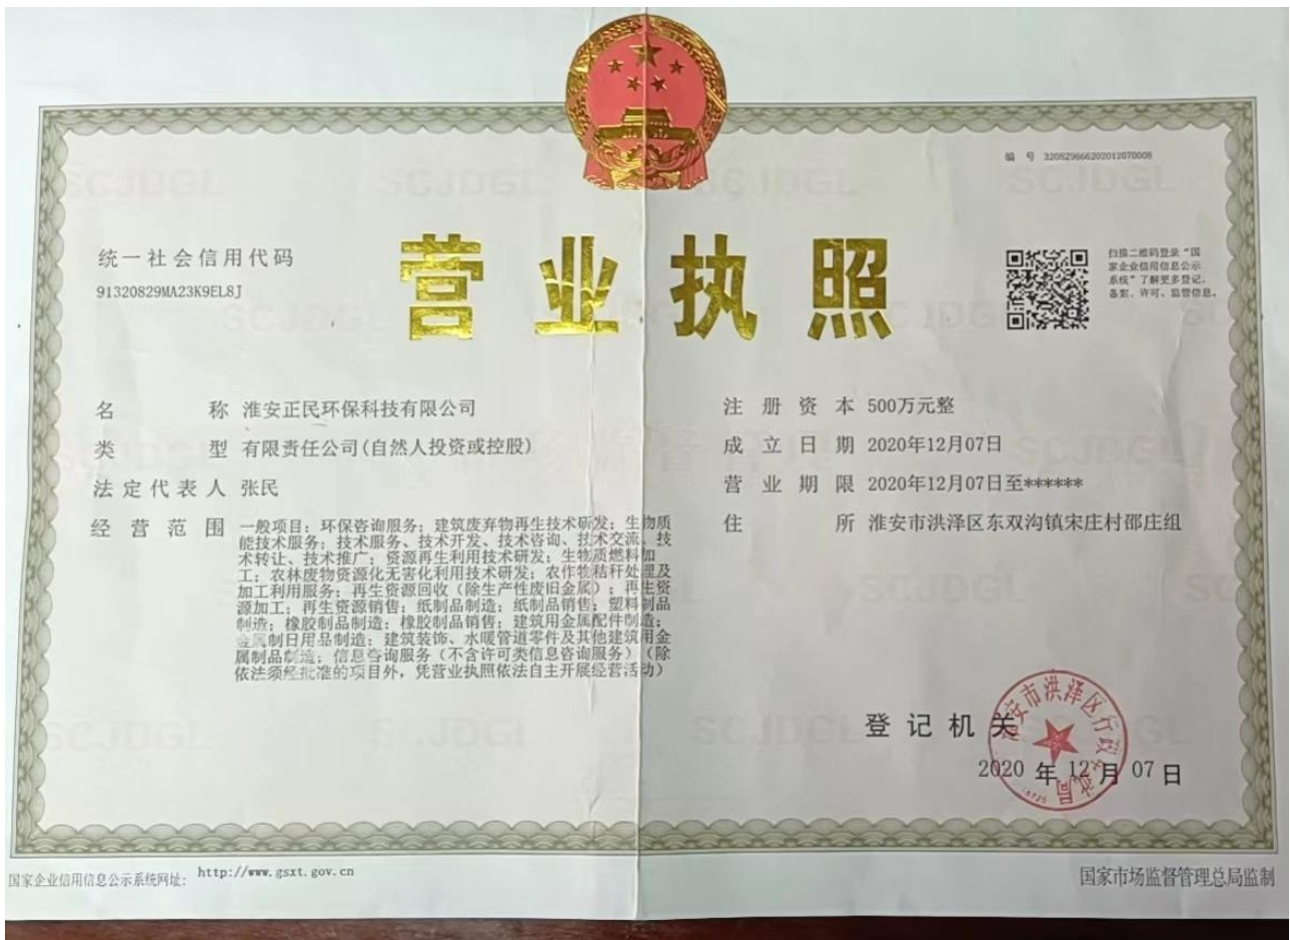 编 号 320829666202012070008
营业执照
统一社会信用代码
91320829MA23K9EL8J
扫描二维码登录“国
家企业信用信息公示
系统”了解更多登记、
备案、许可、监管信息。
名 称 淮安正民环保科技有限公司
类 型 有限责任公司(自然人投资或控股)
法定代表人 张民
经营范围 一般项目：环保咨询服务；建筑废弃物再生技术研发；生物质
能技术服务；技术服务、技术开发、技术咨询、技术交流、技
术转让、技术推广；资源再生利用技术研发；生物质燃料加
工；农林废物资源化无害化利用技术研发；农作物秸秆处理及
加工利用服务；再生资源回收（除生产性废旧金属）；再生资
源加工；再生资源销售；纸制品制造；纸制品销售；塑料制品
制造；橡胶制品制造；橡胶制品销售；建筑用金属配件制造；
金属制日用品制造；建筑装饰、水暖管道零件及其他建筑用金
属制品制造；信息咨询服务（不含许可类信息咨询服务）（除
依法须经批准的项目外，凭营业执照依法自主开展经营活动）
注册资本 500万元整
成立日期 2020年12月07日
营业期限 2020年12月07日至******
住 所 淮安市洪泽区东双沟镇宋庄村邵庄组
登记机关
淮安市洪泽区行政审批局
2020 年 12 月 07 日
国家企业信用信息公示系统网址: http://www.gsxt.gov.cn
国家市场监督管理总局监制